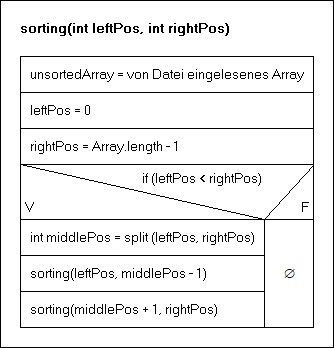 sorting(int leftPos, int rightPos)
unsortedArray = von Datei eingelesenes Array
leftPos = 0
rightPos = Array.length - 1
if (leftPos < rightPos)
V
F
int middlePos = split (leftPos, rightPos)
sorting(leftPos, middlePos - 1)
∅
sorting(middlePos + 1, rightPos)